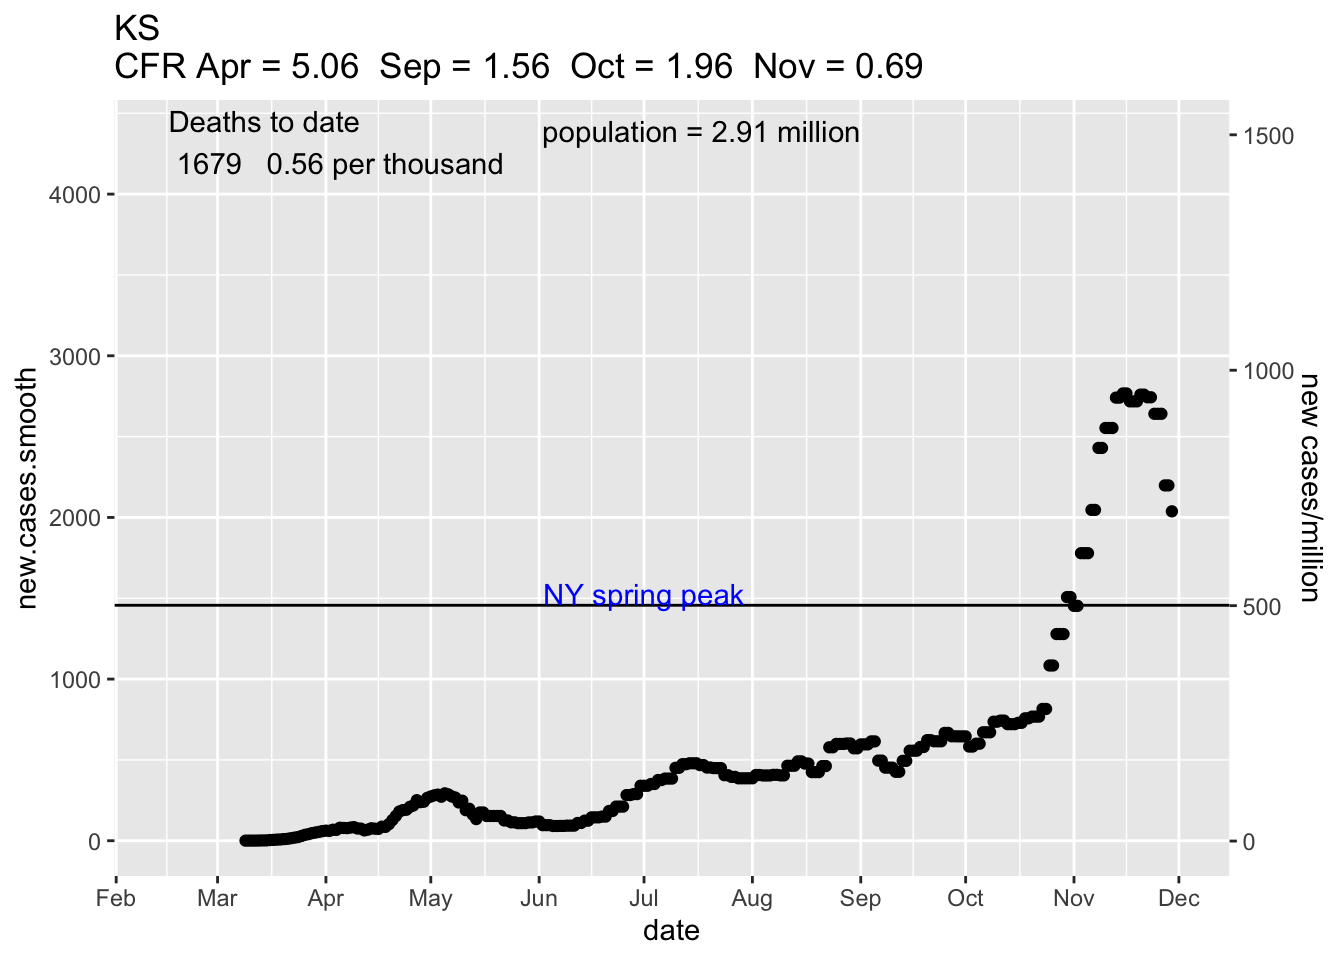 KS
CFR Apr = 5.06  Sep = 1.56  Oct = 1.96  Nov = 0.69
Deaths to date
1679   0.56 per thousand
population = 2.91 million
NY spring peak
new.cases.smooth
4000
3000
2000
1000
0
1500
1000
500
0
new cases/million
Feb Mar Apr May Jun Jul Aug Sep Oct Nov Dec
date